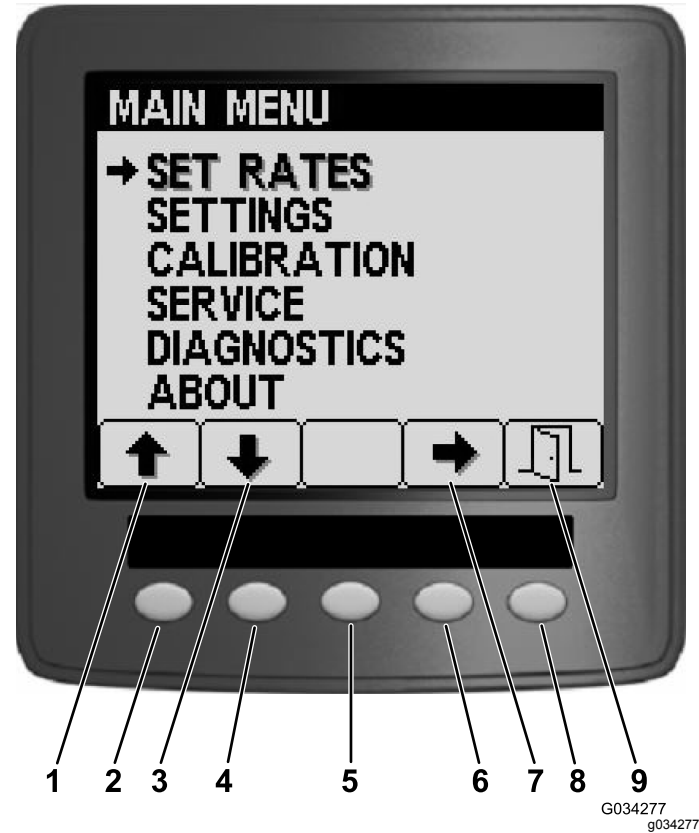 MAIN MENU
SET RATES
SETTINGS
CALIBRATION
SERVICE
DIAGNOSTICS
ABOUT
1 2 3 4 5 6 7 8 9
G034277
g034277